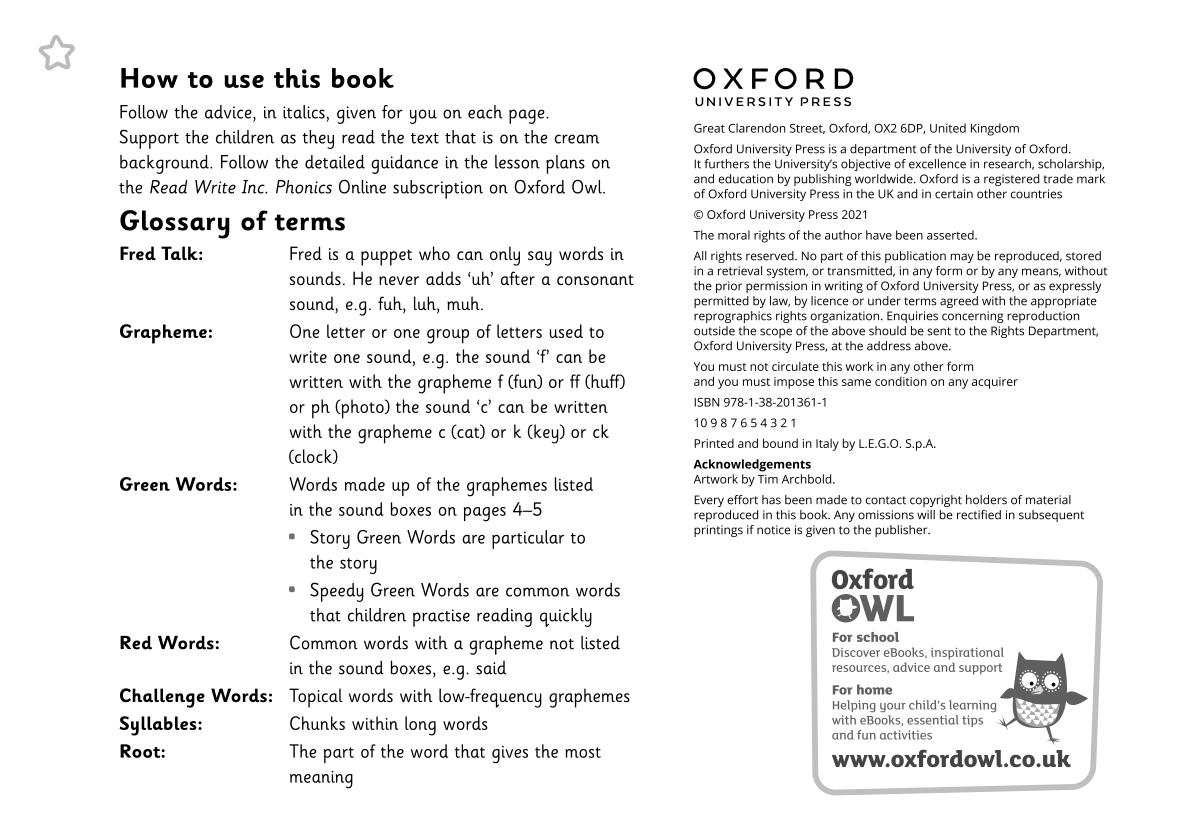 How to use this book
Follow the advice, in italics, given for you on each page.
Support the children as they read the text that is on the cream
background. Follow the detailed guidance in the lesson plans on
the Read Write Inc. Phonics Online subscription on Oxford Owl.
Glossary of terms
Fred Talk: Fred is a puppet who can only say words in
sounds. He never adds ‘uh’ after a consonant
sound, e.g. fuh, luh, muh.
Grapheme: One letter or one group of letters used to
write one sound, e.g. the sound ‘f’ can be
written with the grapheme f (fun) or ff (huff)
or ph (photo) the sound ‘c’ can be written
with the grapheme c (cat) or k (key) or ck
(clock)
Green Words: Words made up of the graphemes listed
in the sound boxes on pages 4–5
• Story Green Words are particular to
the story
• Speedy Green Words are common words
that children practise reading quickly
Red Words: Common words with a grapheme not listed
in the sound boxes, e.g. said
Challenge Words: Topical words with low-frequency graphemes
Syllables: Chunks within long words
Root: The part of the word that gives the most
meaning
OXFORD
UNIVERSITY PRESS
Great Clarendon Street, Oxford, OX2 6DP, United Kingdom
Oxford University Press is a department of the University of Oxford.
It furthers the University’s objective of excellence in research, scholarship,
and education by publishing worldwide. Oxford is a registered trade mark
of Oxford University Press in the UK and in certain other countries
© Oxford University Press 2021
The moral rights of the author have been asserted.
All rights reserved. No part of this publication may be reproduced, stored
in a retrieval system, or transmitted, in any form or by any means, without
the prior permission in writing of Oxford University Press, or as expressly
permitted by law, by licence or under terms agreed with the appropriate
reprographics rights organization. Enquiries concerning reproduction
outside the scope of the above should be sent to the Rights Department,
Oxford University Press, at the address above.
You must not circulate this work in any other form
and you must impose this same condition on any acquirer
ISBN 978-1-38-201361-1
10 9 8 7 6 5 4 3 2 1
Printed and bound in Italy by L.E.G.O. S.p.A.
Acknowledgements
Artwork by Tim Archbold.
Every effort has been made to contact copyright holders of material
reproduced in this book. Any omissions will be rectified in subsequent
printings if notice is given to the publisher.
Oxford
OWL
For school
Discover eBooks, inspirational
resources, advice and support
For home
Helping your child’s learning
with eBooks, essential tips
and fun activities
www.oxfordowl.co.uk